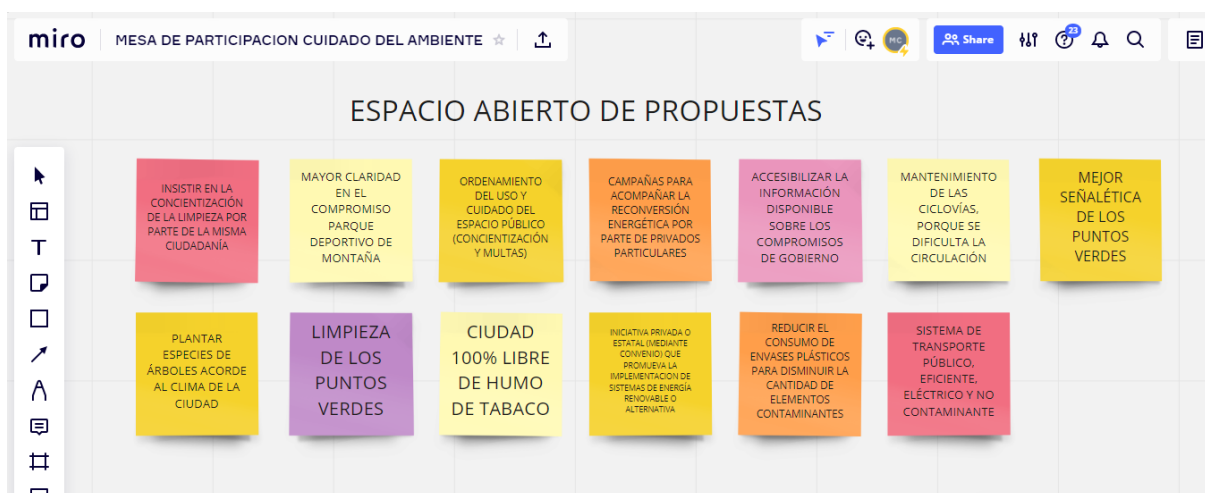 miro
MESA DE PARTICIPACION CUIDADO DEL AMBIENTE
MC
Share
23
ESPACIO ABIERTO DE PROPUESTAS
INSISTIR EN LA
CONCIENTIZACIÓN
DE LA LIMPIEZA POR
PARTE DE LA MISMA
CIUDADANÍA
MAYOR CLARIDAD
EN EL
COMPROMISO
PARQUE
DEPORTIVO DE
MONTAÑA
ORDENAMIENTO
DEL USO Y
CUIDADO DEL
ESPACIO PÚBLICO
(CONCIENTIZACIÓN
Y MULTAS)
CAMPAÑAS PARA
ACOMPAÑAR LA
RECONVERSIÓN
ENERGÉTICA POR
PARTE DE PRIVADOS
PARTICULARES
ACCESIBILIZAR LA
INFORMACIÓN
DISPONIBLE
SOBRE LOS
COMPROMISOS
DE GOBIERNO
MANTENIMIENTO
DE LAS
CICLOVÍAS,
PORQUE SE
DIFICULTA LA
CIRCULACIÓN
MEJOR
SEÑALÉTICA
DE LOS
PUNTOS
VERDES
PLANTAR
ESPECIES DE
ÁRBOLES ACORDE
AL CLIMA DE LA
CIUDAD
LIMPIEZA
DE LOS
PUNTOS
VERDES
CIUDAD
100% LIBRE
DE HUMO
DE TABACO
INICIATIVA PRIVADA O
ESTATAL (MEDIANTE
CONVENIO) QUE
PROMUEVA LA
IMPLEMENTACION DE
SISTEMAS DE ENERGÍA
RENOVABLE O
ALTERNATIVA
REDUCIR EL
CONSUMO DE
ENVASES PLÁSTICOS
PARA DISMINUIR LA
CANTIDAD DE
ELEMENTOS
CONTAMINANTES
SISTEMA DE
TRANSPORTE
PÚBLICO,
EFICIENTE,
ELÉCTRICO Y NO
CONTAMINANTE